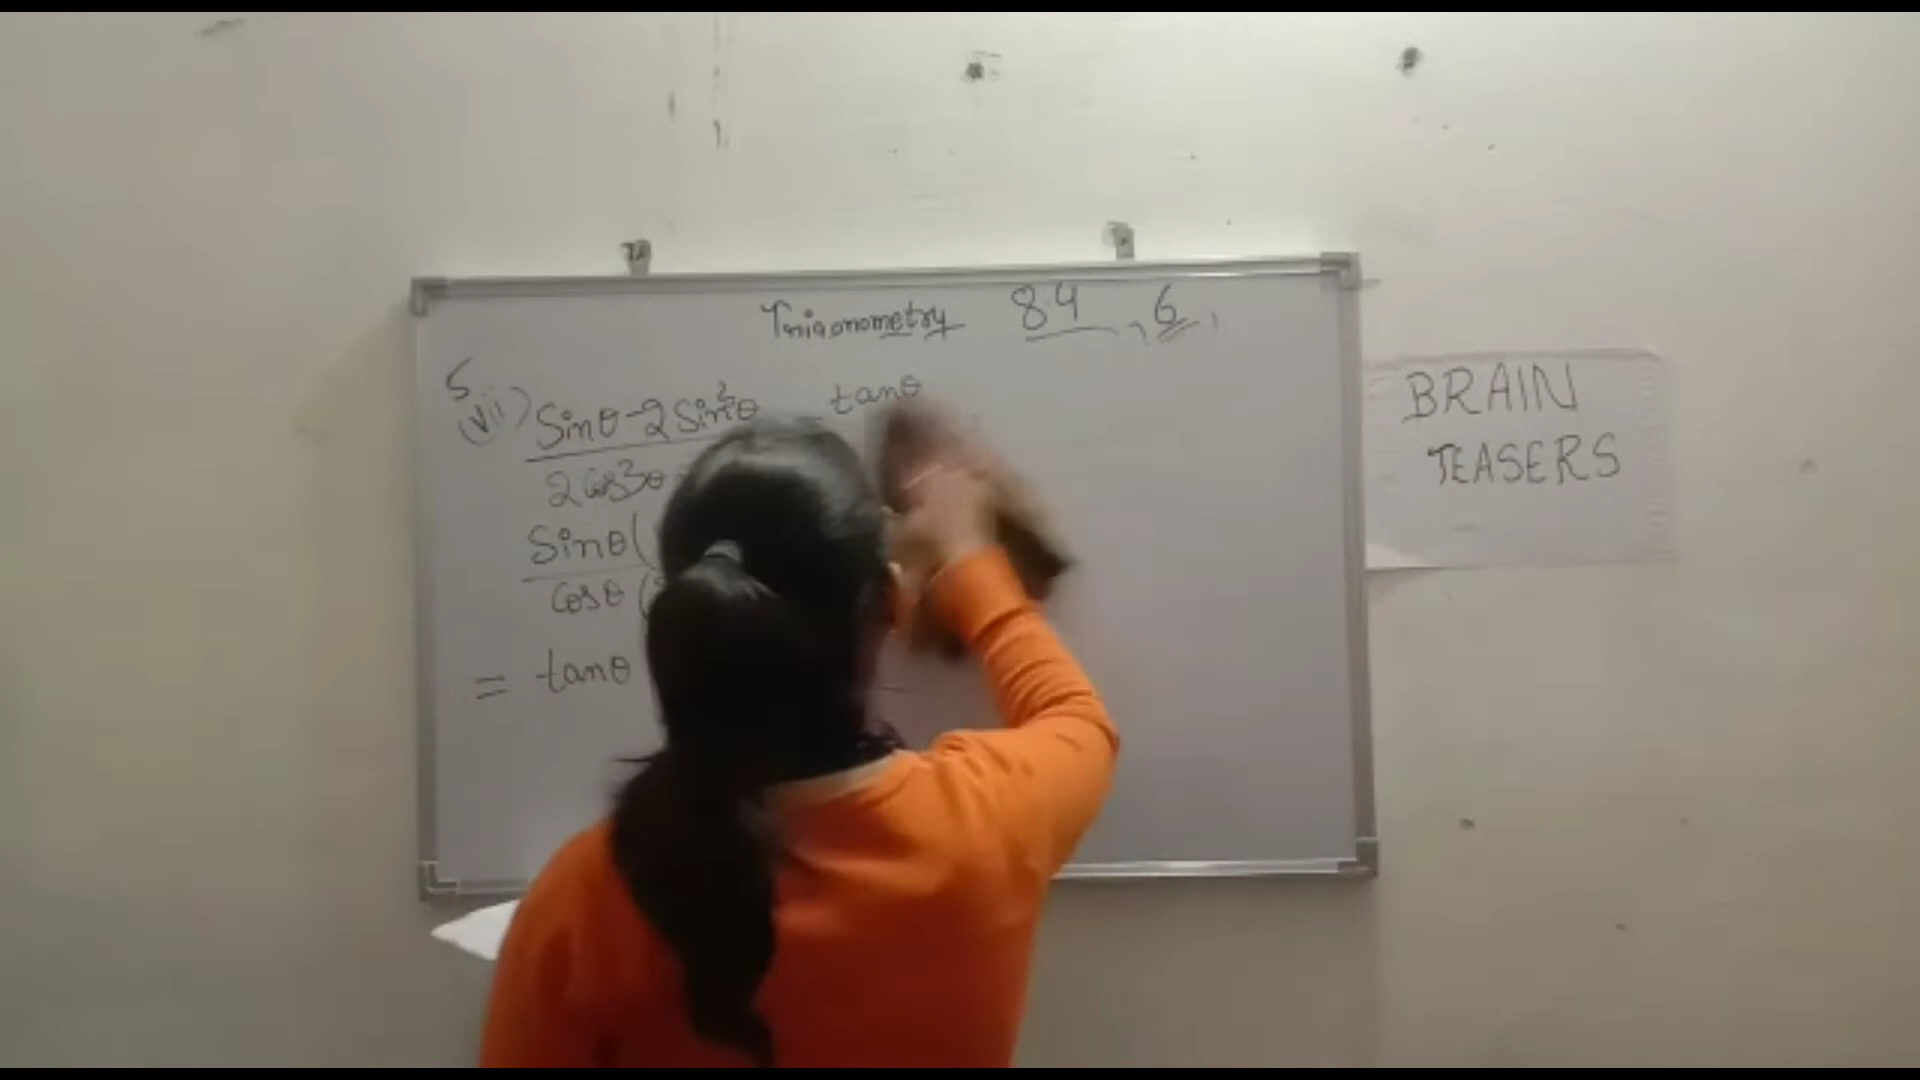 Trigonometry 8.4, 6,
5
(vii) Sinθ-2Sin³θ tanθ
2Cos3θ
Sinθ(
Cosθ(
= tanθ
BRAIN
TEASERS